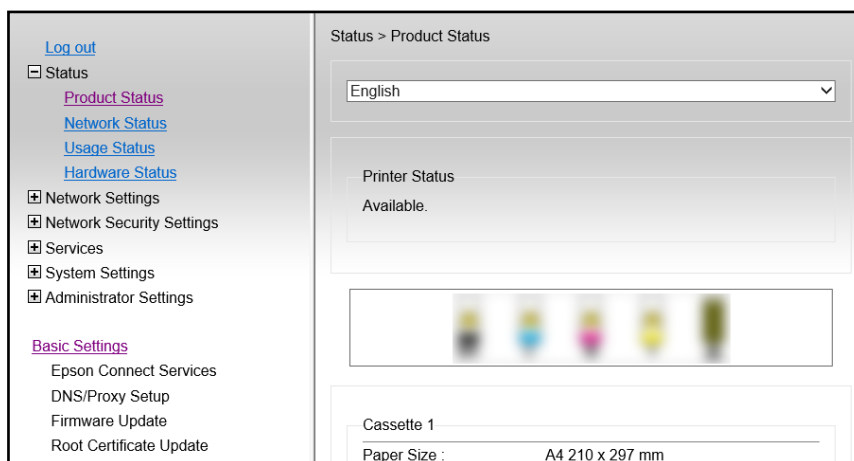 Log out
Status
Product Status
Network Status
Usage Status
Hardware Status
Network Settings
Network Security Settings
Services
System Settings
Administrator Settings
Basic Settings
Epson Connect Services
DNS/Proxy Setup
Firmware Update
Root Certificate Update
Status > Product Status
English
Printer Status
Available.
Cassette 1
Paper Size : A4 210 x 297 mm